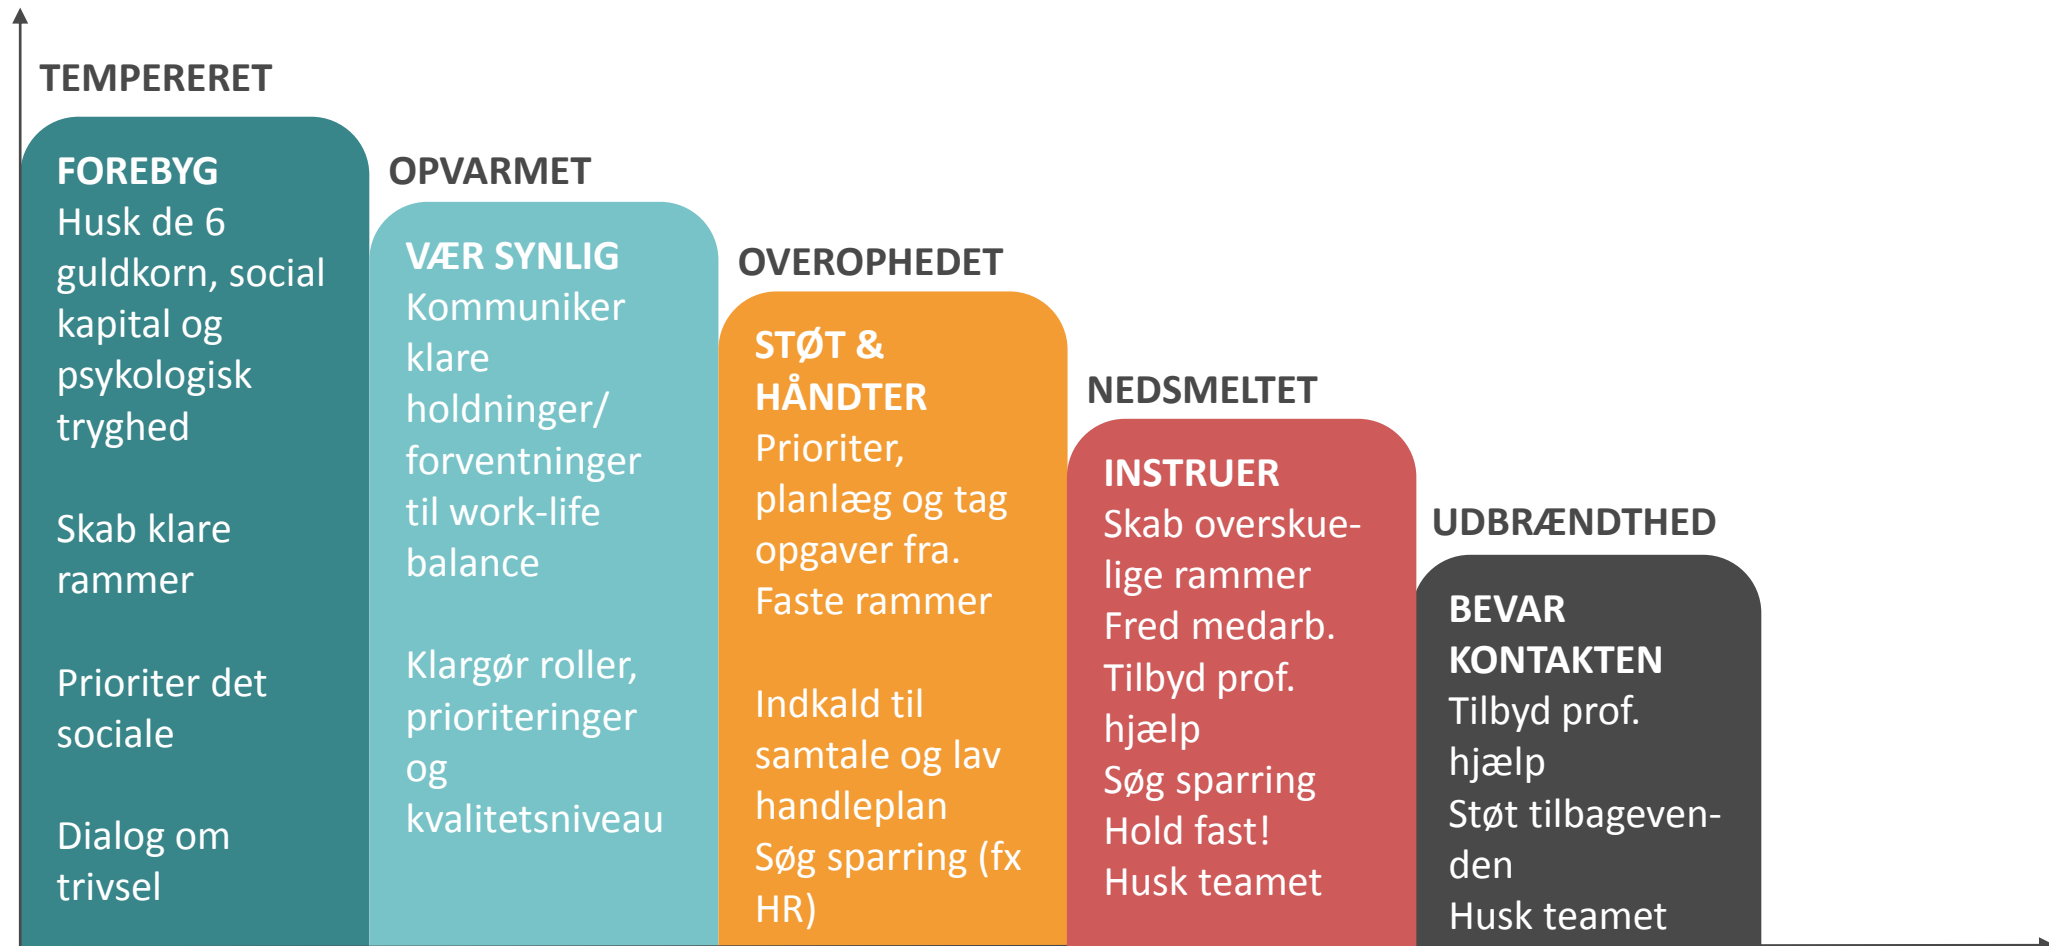 TEMPERERET
FOREBYG
Husk de 6
guldkorn, social
kapital og
psykologisk
tryghed
Skab klare
rammer
Prioriter det
sociale
Dialog om
trivsel
OPVARMET
VÆR SYNLIG
Kommuniker
klare
holdninger/
forventninger
til work-life
balance
Klargør roller,
prioriteringer
og
kvalitetsniveau
OVEROPHEDET
STØT &
HÅNDTER
Prioriter,
planlæg og tag
opgaver fra.
Faste rammer
Indkald til
samtale og lav
handleplan
Søg sparring (fx
HR)
NEDSMELTET
INSTRUER
Skab overskue-
lige rammer
Fred medarb.
Tilbyd prof.
hjælp
Søg sparring
Hold fast!
Husk teamet
UDBRÆNDTHED
BEVAR
KONTAKTEN
Tilbyd prof.
hjælp
Støt tilbageven-
den
Husk teamet